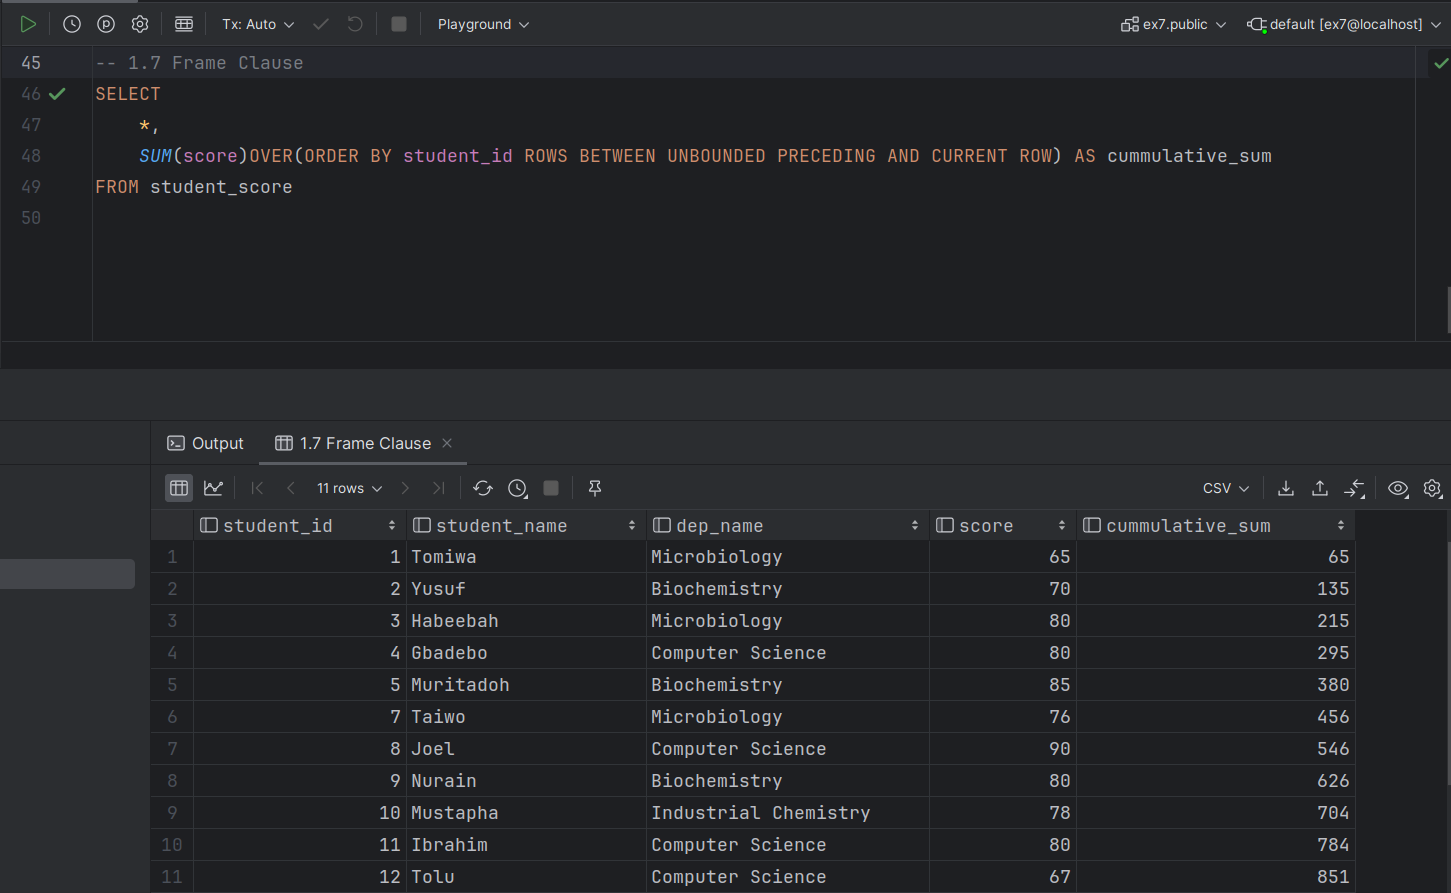 Tx: Auto Playground ex7.public default [ex7@localhost]
45 -- 1.7 Frame Clause
46 SELECT
47 *,
48 SUM(score)OVER(ORDER BY student_id ROWS BETWEEN UNBOUNDED PRECEDING AND CURRENT ROW) AS cummulative_sum
49 FROM student_score
50
Output 1.7 Frame Clause
11 rows CSV
student_id student_name dep_name score cummulative_sum
1 1 Tomiwa Microbiology 65 65
2 2 Yusuf Biochemistry 70 135
3 3 Habeebah Microbiology 80 215
4 4 Gbadebo Computer Science 80 295
5 5 Muritadoh Biochemistry 85 380
6 7 Taiwo Microbiology 76 456
7 8 Joel Computer Science 90 546
8 9 Nurain Biochemistry 80 626
9 10 Mustapha Industrial Chemistry 78 704
10 11 Ibrahim Computer Science 80 784
11 12 Tolu Computer Science 67 851